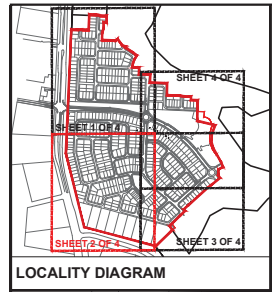 SHEET 4 OF 4
SHEET 1 OF 4
SHEET 2 OF 4
SHEET 3 OF 4
LOCALITY DIAGRAM